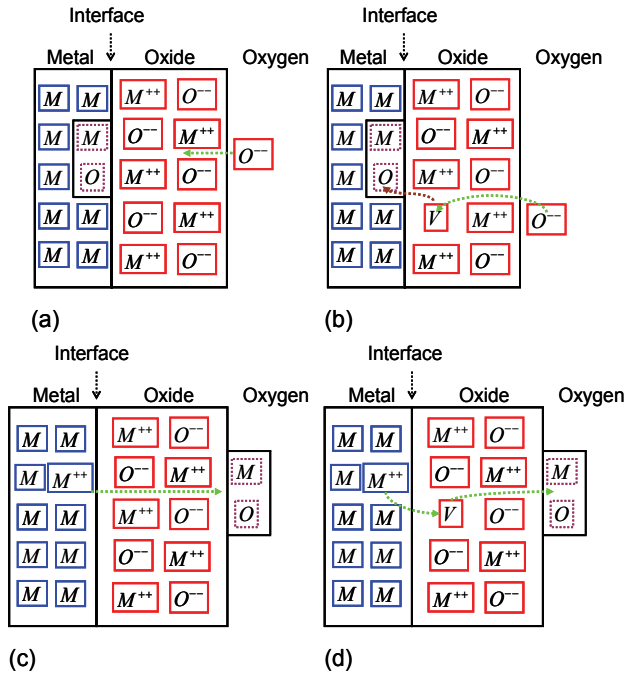 Interface
Metal Oxide Oxygen
M M M++ O--
M M O-- M++
O--
M O M++ O--
M M O-- M++
M M M++ O--
(a)
Interface
Metal Oxide Oxygen
M M M++ O--
M M O-- M++
M O M++ O--
M M V M++ O--
M M M++ O--
(b)
Interface
Metal Oxide Oxygen
M M M++ O--
M M++ O-- M++ M
M M M++ O-- O
M M O-- M++
M M M++ O--
(c)
Interface
Metal Oxide Oxygen
M M M++ O--
M M++ O-- M++ M
M M V O-- O
M M O-- M++
M M M++ O--
(d)